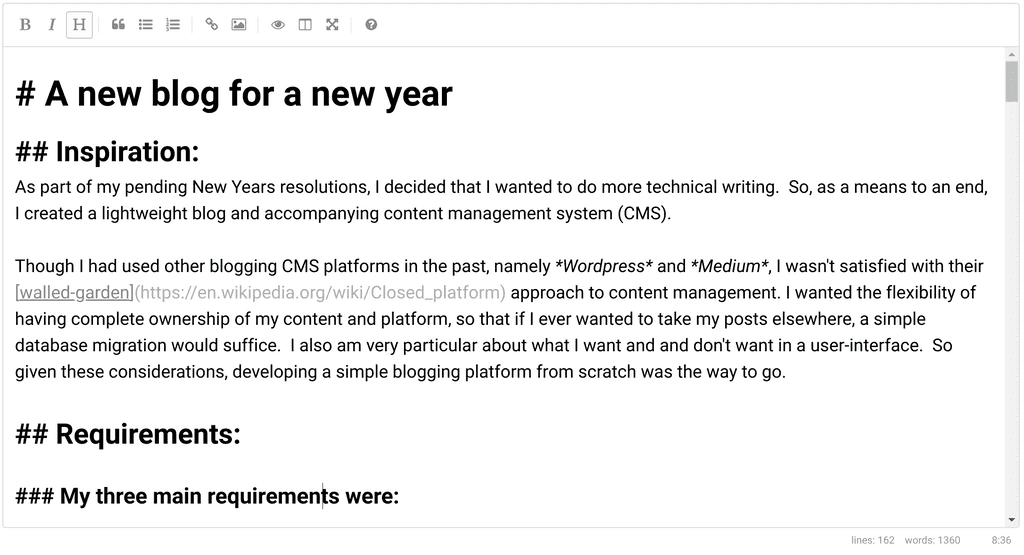 B I H
# A new blog for a new year
## Inspiration:
As part of my pending New Years resolutions, I decided that I wanted to do more technical writing.  So, as a means to an end,
I created a lightweight blog and accompanying content management system (CMS).
Though I had used other blogging CMS platforms in the past, namely *Wordpress* and *Medium*, I wasn't satisfied with their
[walled-garden](https://en.wikipedia.org/wiki/Closed_platform) approach to content management. I wanted the flexibility of
having complete ownership of my content and platform, so that if I ever wanted to take my posts elsewhere, a simple
database migration would suffice.  I also am very particular about what I want and and don't want in a user-interface.  So
given these considerations, developing a simple blogging platform from scratch was the way to go.
## Requirements:
### My three main requirements were:
lines: 162 words: 1360 8:36